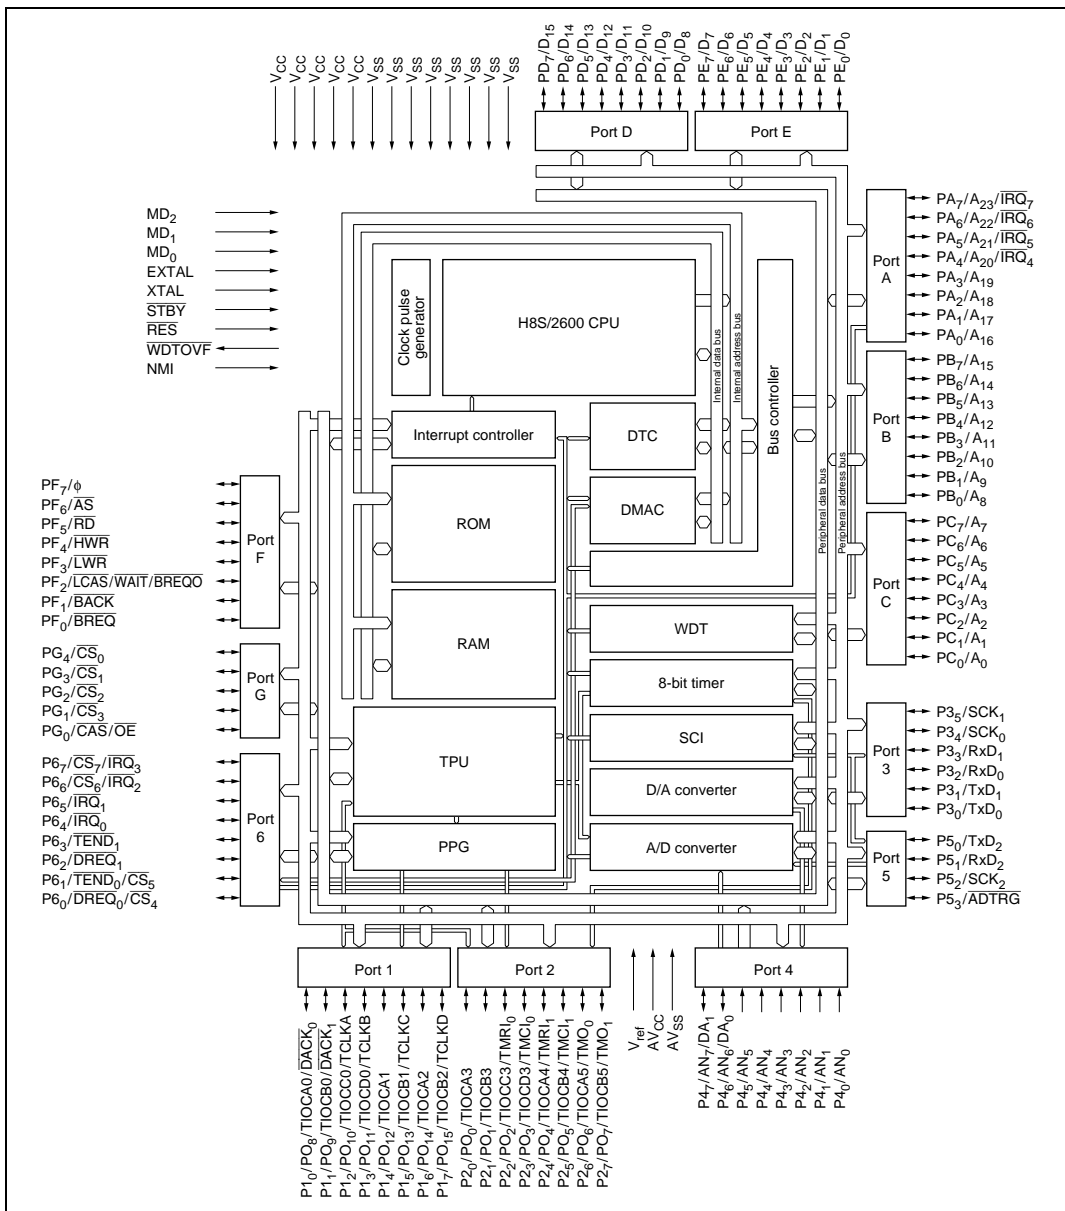 VCC
VCC
VCC
VCC
VCC
VSS
VSS
VSS
VSS
VSS
VSS
VSS
VSS
PD7/D15
PD6/D14
PD5/D13
PD4/D12
PD3/D11
PD2/D10
PD1/D9
PD0/D8
PE7/D7
PE6/D6
PE5/D5
PE4/D4
PE3/D3
PE2/D2
PE1/D1
PE0/D0
Port D
Port E
MD2
MD1
MD0
EXTAL
XTAL
STBY
RES
WDTOVF
NMI
Clock pulse
generator
H8S/2600 CPU
Internal data bus
Internal address bus
Bus controller
Peripheral data bus
Peripheral address bus
Interrupt controller
DTC
ROM
DMAC
RAM
WDT
8-bit timer
TPU
SCI
D/A converter
PPG
A/D converter
Port
A
PA7/A23/IRQ7
PA6/A22/IRQ6
PA5/A21/IRQ5
PA4/A20/IRQ4
PA3/A19
PA2/A18
PA1/A17
PA0/A16
Port
B
PB7/A15
PB6/A14
PB5/A13
PB4/A12
PB3/A11
PB2/A10
PB1/A9
PB0/A8
Port
C
PC7/A7
PC6/A6
PC5/A5
PC4/A4
PC3/A3
PC2/A2
PC1/A1
PC0/A0
Port
3
P35/SCK1
P34/SCK0
P33/RxD1
P32/RxD0
P31/TxD1
P30/TxD0
Port
5
P50/TxD2
P51/RxD2
P52/SCK2
P53/ADTRG
PF7/ϕ
PF6/AS
PF5/RD
PF4/HWR
PF3/LWR
PF2/LCAS/WAIT/BREQO
PF1/BACK
PF0/BREQ
Port
F
PG4/CS0
PG3/CS1
PG2/CS2
PG1/CS3
PG0/CAS/OE
Port
G
P67/CS7/IRQ3
P66/CS6/IRQ2
P65/IRQ1
P64/IRQ0
P63/TEND1
P62/DREQ1
P61/TEND0/CS5
P60/DREQ0/CS4
Port
6
Port 1
Port 2
Port 4
P10/PO8/TIOCA0/DACK0
P11/PO9/TIOCB0/DACK1
P12/PO10/TIOCC0/TCLKA
P13/PO11/TIOCD0/TCLKB
P14/PO12/TIOCA1
P15/PO13/TIOCB1/TCLKC
P16/PO14/TIOCA2
P17/PO15/TIOCB2/TCLKD
P20/PO0/TIOCA3
P21/PO1/TIOCB3
P22/PO2/TIOCC3/TMRI0
P23/PO3/TIOCD3/TMCI0
P24/PO4/TIOCA4/TMRI1
P25/PO5/TIOCB4/TMCI1
P26/PO6/TIOCA5/TMO0
P27/PO7/TIOCB5/TMO1
Vref
AVCC
AVSS
P47/AN7/DA1
P46/AN6/DA0
P45/AN5
P44/AN4
P43/AN3
P42/AN2
P41/AN1
P40/AN0